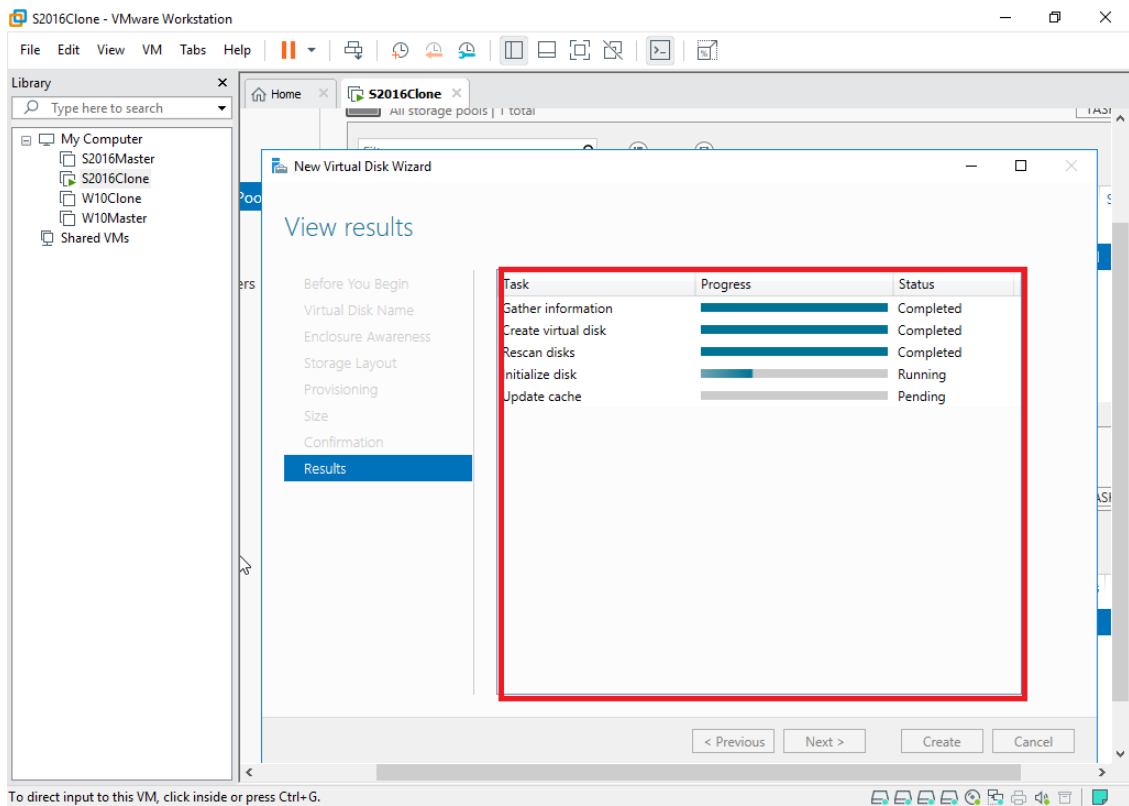 S2016Clone - VMware Workstation
File Edit View VM Tabs Help
Library
Type here to search
My Computer
S2016Master
S2016Clone
W10Clone
W10Master
Shared VMs
Home
S2016Clone
All storage pools | 1 total
New Virtual Disk Wizard
View results
Before You Begin
Virtual Disk Name
Enclosure Awareness
Storage Layout
Provisioning
Size
Confirmation
Results
Task Progress Status
Gather information Completed
Create virtual disk Completed
Rescan disks Completed
Initialize disk Running
Update cache Pending
< Previous Next > Create Cancel
To direct input to this VM, click inside or press Ctrl+G.